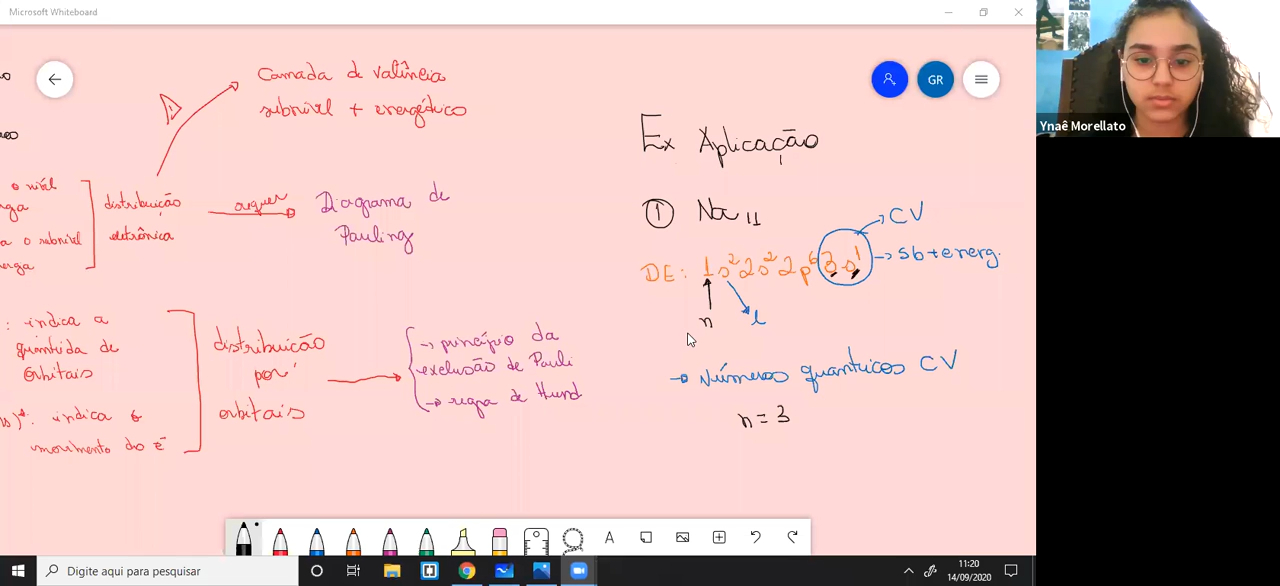 Microsoft Whiteboard
Camada de valência
subnível + energético
o nível
o subnível
distribuição
eletrônica
Diagrama de
Pauling
: indica a
quantida de
orbitais
distribuição
por
orbitais
→ princípio da
exclusão de Pauli
→ regra de Hund
: indica o
movimento do e-
GR
Ex Aplicação
① Na 11
→ CV
DE: 1s² 2s² 2p⁶ 3s¹ → sb+energ.
n
l
→ Números quânticos CV
n = 3
Ynaê Morellato
A
Digite aqui para pesquisar
11:20
14/09/2020